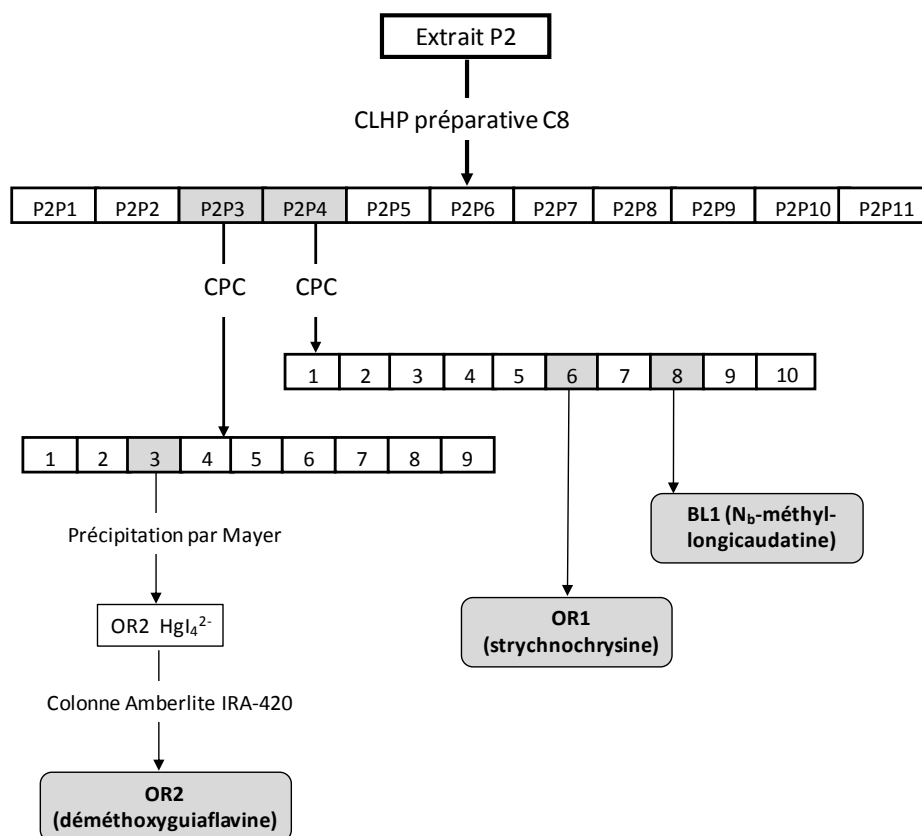 Extrait P2
CLHP préparative C8
P2P1 P2P2 P2P3 P2P4 P2P5 P2P6 P2P7 P2P8 P2P9 P2P10 P2P11
CPC CPC
1 2 3 4 5 6 7 8 9 10
1 2 3 4 5 6 7 8 9
Précipitation par Mayer
BL1 (Nb-méthyl-
longicaudatine)
OR2 HgI₄²⁻
OR1
(strychnochrysine)
Colonne Amberlite IRA-420
OR2
(déméthoxyguiaflavine)